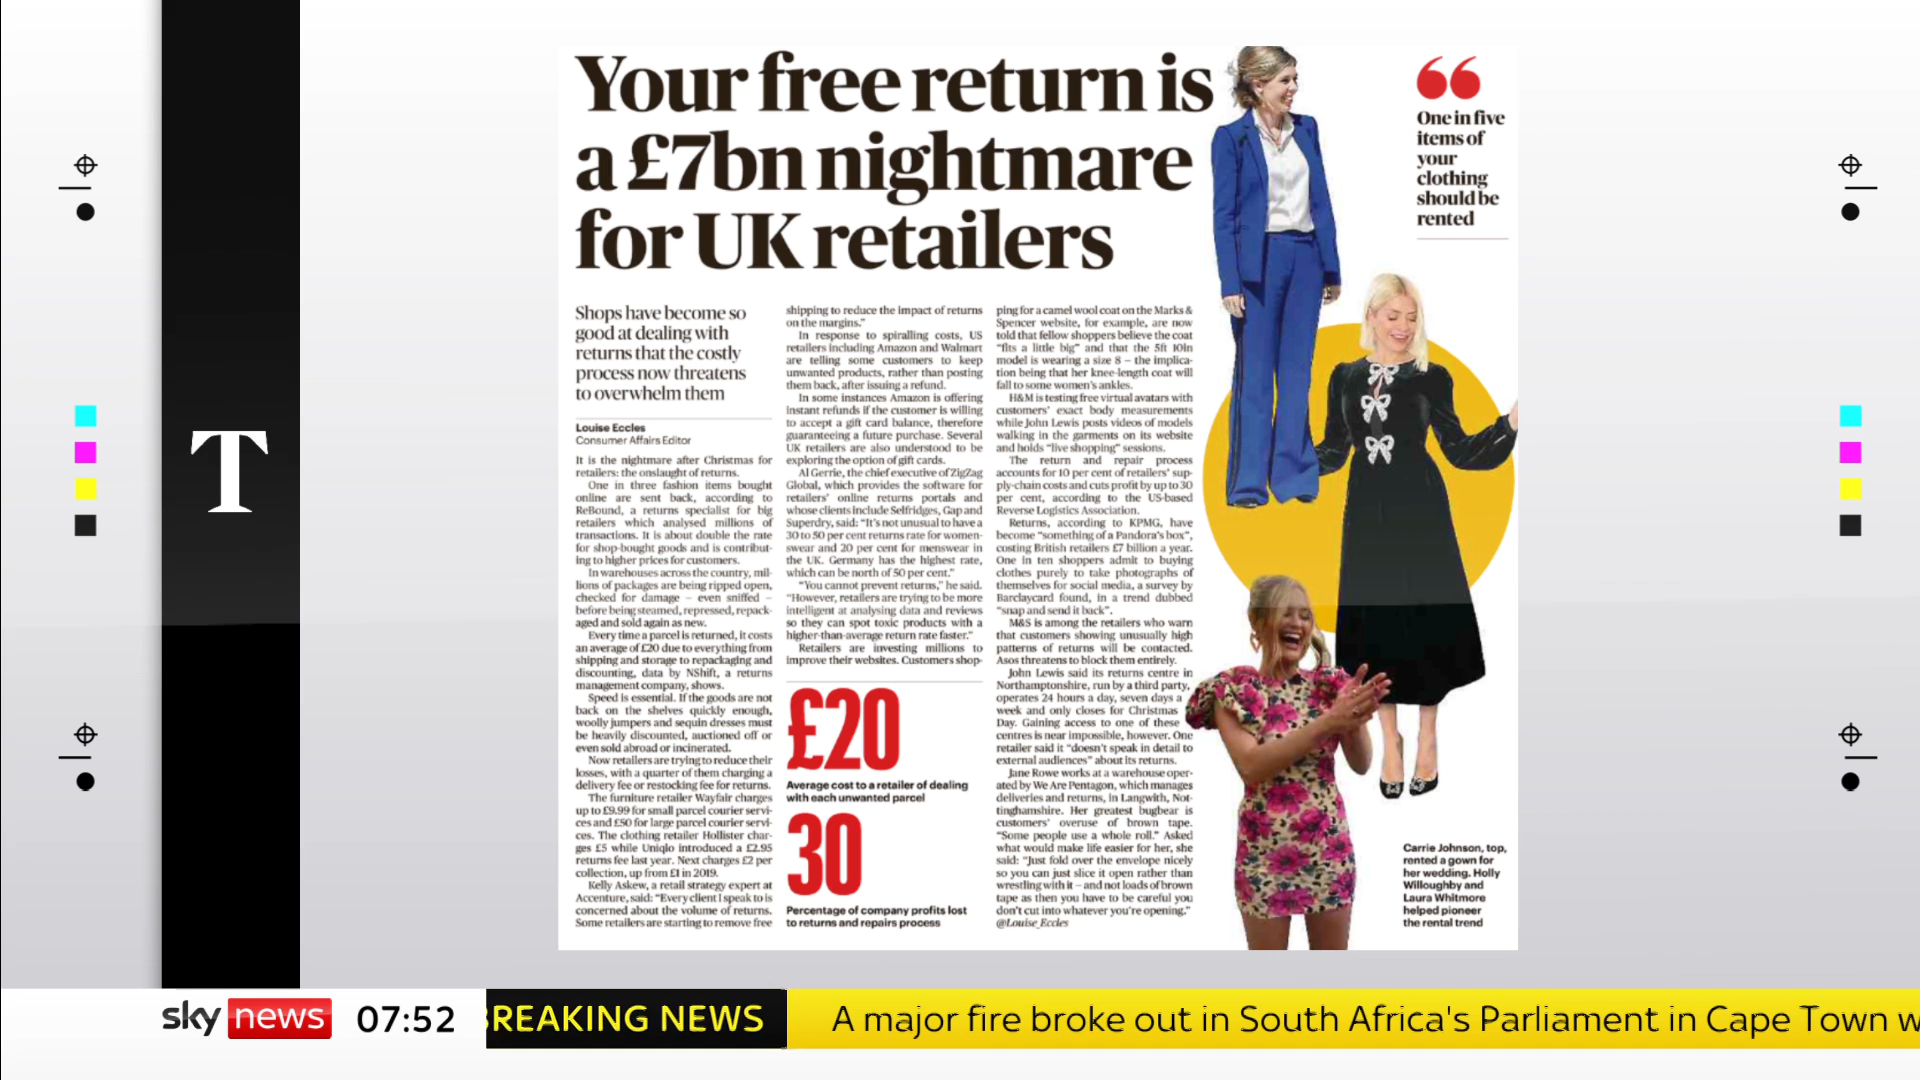 Your free return is
a £7bn nightmare
for UK retailers
Shops have become so
good at dealing with
returns that the costly
process now threatens
to overwhelm them
Louise Eccles
Consumer Affairs Editor
It is the nightmare after Christmas for
retailers: the onslaught of returns.
One in three fashion items bought
online are sent back, according to
ReBound, a returns specialist for big
retailers which analysed millions of
transactions. It is about double the rate
for shop-bought goods and is contribut-
ing to higher prices for customers.
In warehouses across the country, mil-
lions of packages are being ripped open,
checked for damage – even sniffed –
before being steamed, repressed, repack-
aged and sold again as new.
Every time a parcel is returned, it costs
an average of £20 due to everything from
shipping and storage to repackaging and
discounting, data by NShift, a returns
management company, shows.
Speed is essential. If the goods are not
back on the shelves quickly enough,
woolly jumpers and sequin dresses must
be heavily discounted, auctioned off or
even sold abroad or incinerated.
Now retailers are trying to reduce their
losses, with a quarter of them charging a
delivery fee or restocking fee for returns.
The furniture retailer Wayfair charges
up to £9.99 for small parcel courier servi-
ces and £50 for large parcel courier servi-
ces. The clothing retailer Hollister char-
ges £5 while Uniqlo introduced a £2.95
returns fee last year. Next charges £2 per
collection, up from £1 in 2019.
Kelly Askew, a retail strategy expert at
Accenture, said: "Every client I speak to is
concerned about the volume of returns.
Some retailers are starting to remove free
shipping to reduce the impact of returns
on the margins."
In response to spiralling costs, US
retailers including Amazon and Walmart
are telling some customers to keep
unwanted products, rather than posting
them back, after issuing a refund.
In some instances Amazon is offering
instant refunds if the customer is willing
to accept a gift card balance, therefore
guaranteeing a future purchase. Several
UK retailers are also understood to be
exploring the option of gift cards.
Al Gerrie, the chief executive of ZigZag
Global, which provides the software for
retailers' online returns portals and
whose clients include Selfridges, Gap and
Superdry, said: "It's not unusual to have a
30 to 50 per cent returns rate for women-
swear and 20 per cent for menswear in
the UK. Germany has the highest rate,
which can be north of 50 per cent."
"You cannot prevent returns," he said.
"However, retailers are trying to be more
intelligent at analysing data and reviews
so they can spot toxic products with a
higher-than-average return rate faster."
Retailers are investing millions to
improve their websites. Customers shop-
£20
Average cost to a retailer of dealing
with each unwanted parcel
30
Percentage of company profits lost
to returns and repairs process
ping for a camel wool coat on the Marks &
Spencer website, for example, are now
told that fellow shoppers believe the coat
"fits a little big" and that the 5ft 10in
model is wearing a size 8 – the implica-
tion being that her knee-length coat will
fall to some women's ankles.
H&M is testing free virtual avatars with
customers' exact body measurements
while John Lewis posts videos of models
walking in the garments on its website
and holds "live shopping" sessions.
The return and repair process
accounts for 10 per cent of retailers' sup-
ply-chain costs and cuts profit by up to 30
per cent, according to the US-based
Reverse Logistics Association.
Returns, according to KPMG, have
become "something of a Pandora's box",
costing British retailers £7 billion a year.
One in ten shoppers admit to buying
clothes purely to take photographs of
themselves for social media, a survey by
Barclaycard found, in a trend dubbed
"snap and send it back".
M&S is among the retailers who warn
that customers showing unusually high
patterns of returns will be contacted.
Asos threatens to block them entirely.
John Lewis said its returns centre in
Northamptonshire, run by a third party,
operates 24 hours a day, seven days a
week and only closes for Christmas
Day. Gaining access to one of these
centres is near impossible, however. One
retailer said it "doesn't speak in detail to
external audiences" about its returns.
Jane Rowe works at a warehouse oper-
ated by We Are Pentagon, which manages
deliveries and returns, in Langwith, Not-
tinghamshire. Her greatest bugbear is
customers' overuse of brown tape.
"Some people use a whole roll." Asked
what would make life easier for her, she
said: "Just fold over the envelope nicely
so you can just slice it open rather than
wrestling with it – and not loads of brown
tape as then you have to be careful you
don't cut into whatever you're opening."
@Louise_Eccles
“
One in five
items of
your
clothing
should be
rented
Carrie Johnson, top,
rented a gown for
her wedding. Holly
Willoughby and
Laura Whitmore
helped pioneer
the rental trend
T
sky news 07:52 BREAKING NEWS A major fire broke out in South Africa's Parliament in Cape Town w